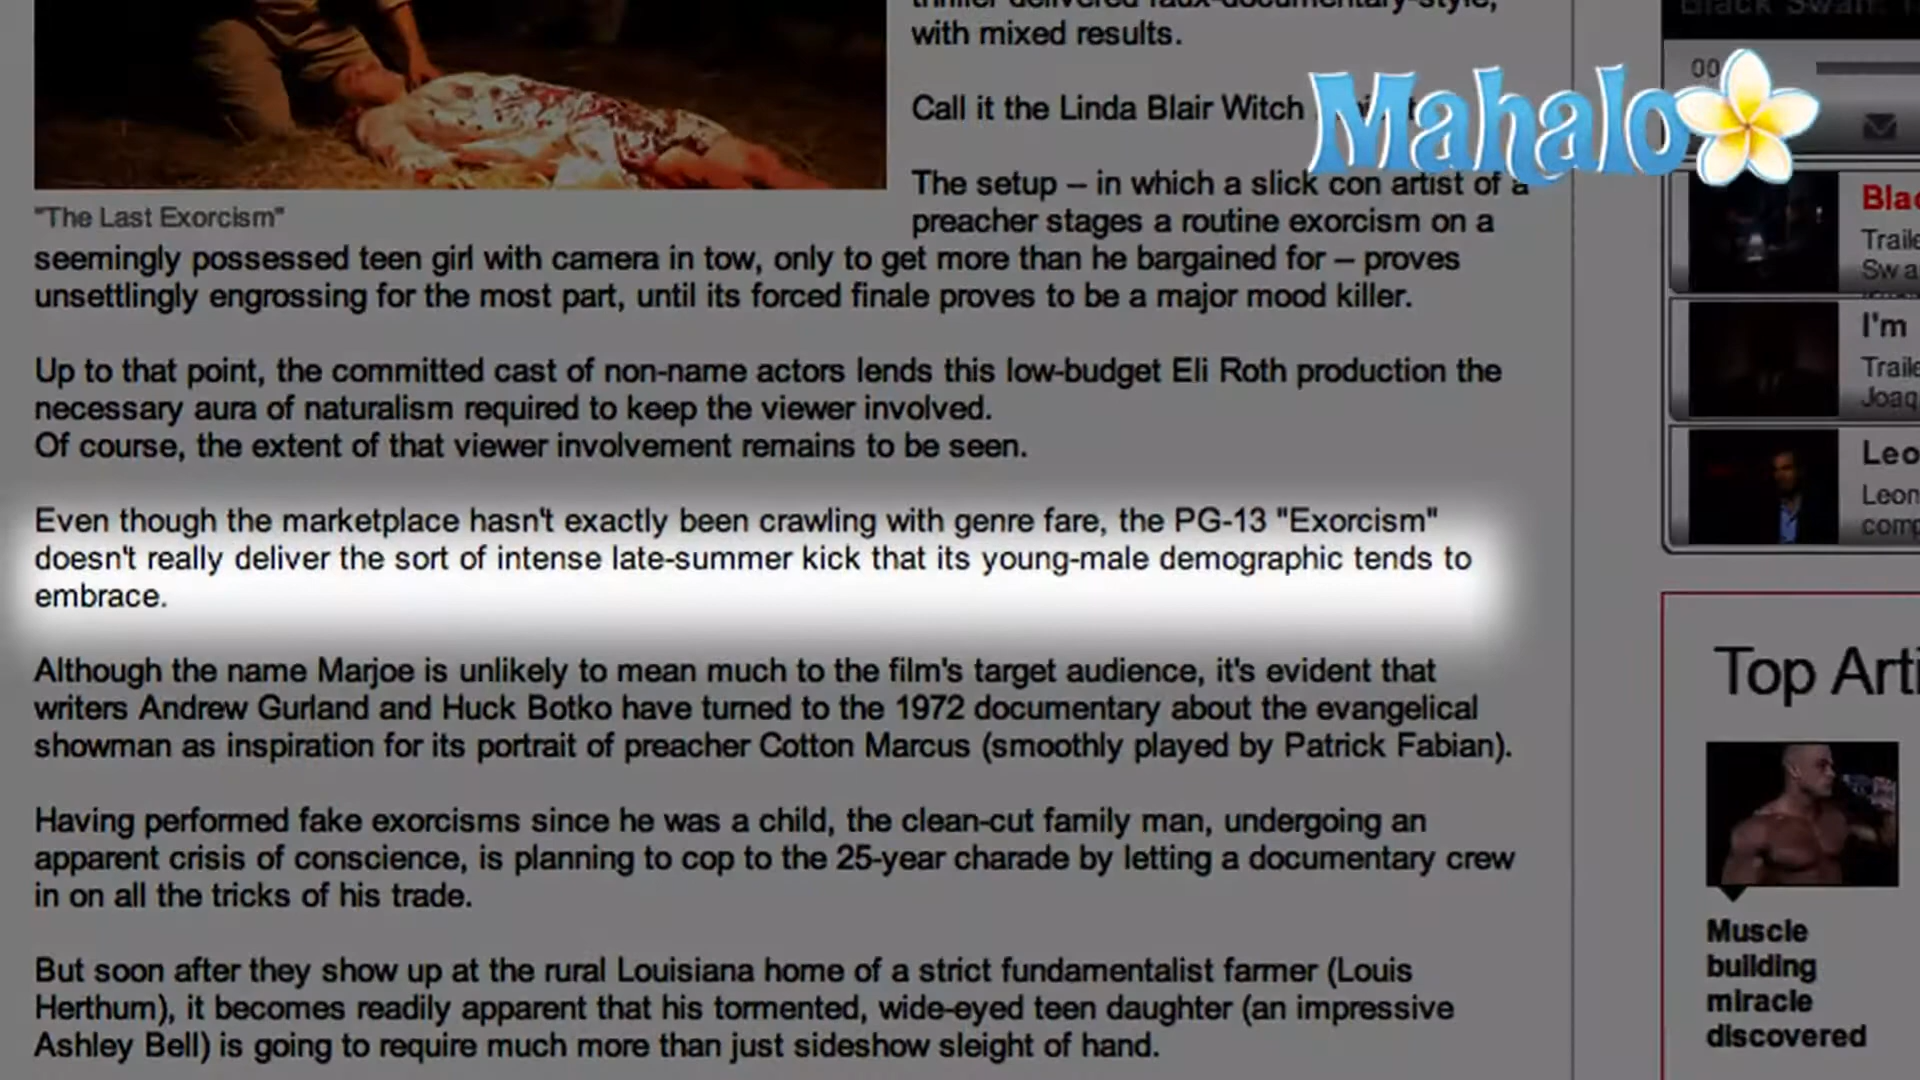 thriller delivered faux-documentary-style,
with mixed results.
Call it the Linda Blair Witch
The setup – in which a slick con artist of a
"The Last Exorcism"
preacher stages a routine exorcism on a
seemingly possessed teen girl with camera in tow, only to get more than he bargained for – proves
unsettlingly engrossing for the most part, until its forced finale proves to be a major mood killer.
Up to that point, the committed cast of non-name actors lends this low-budget Eli Roth production the
necessary aura of naturalism required to keep the viewer involved.
Of course, the extent of that viewer involvement remains to be seen.
Even though the marketplace hasn't exactly been crawling with genre fare, the PG-13 "Exorcism"
doesn't really deliver the sort of intense late-summer kick that its young-male demographic tends to
embrace.
Although the name Marjoe is unlikely to mean much to the film's target audience, it's evident that
writers Andrew Gurland and Huck Botko have turned to the 1972 documentary about the evangelical
showman as inspiration for its portrait of preacher Cotton Marcus (smoothly played by Patrick Fabian).
Having performed fake exorcisms since he was a child, the clean-cut family man, undergoing an
apparent crisis of conscience, is planning to cop to the 25-year charade by letting a documentary crew
in on all the tricks of his trade.
But soon after they show up at the rural Louisiana home of a strict fundamentalist farmer (Louis
Herthum), it becomes readily apparent that his tormented, wide-eyed teen daughter (an impressive
Ashley Bell) is going to require much more than just sideshow sleight of hand.
Mahalo
Black Swan: T
00
Blac
Traile
Swa
I'm
Traile
Joaq
Leo
Leon
comp
Top Arti
Muscle
building
miracle
discovered